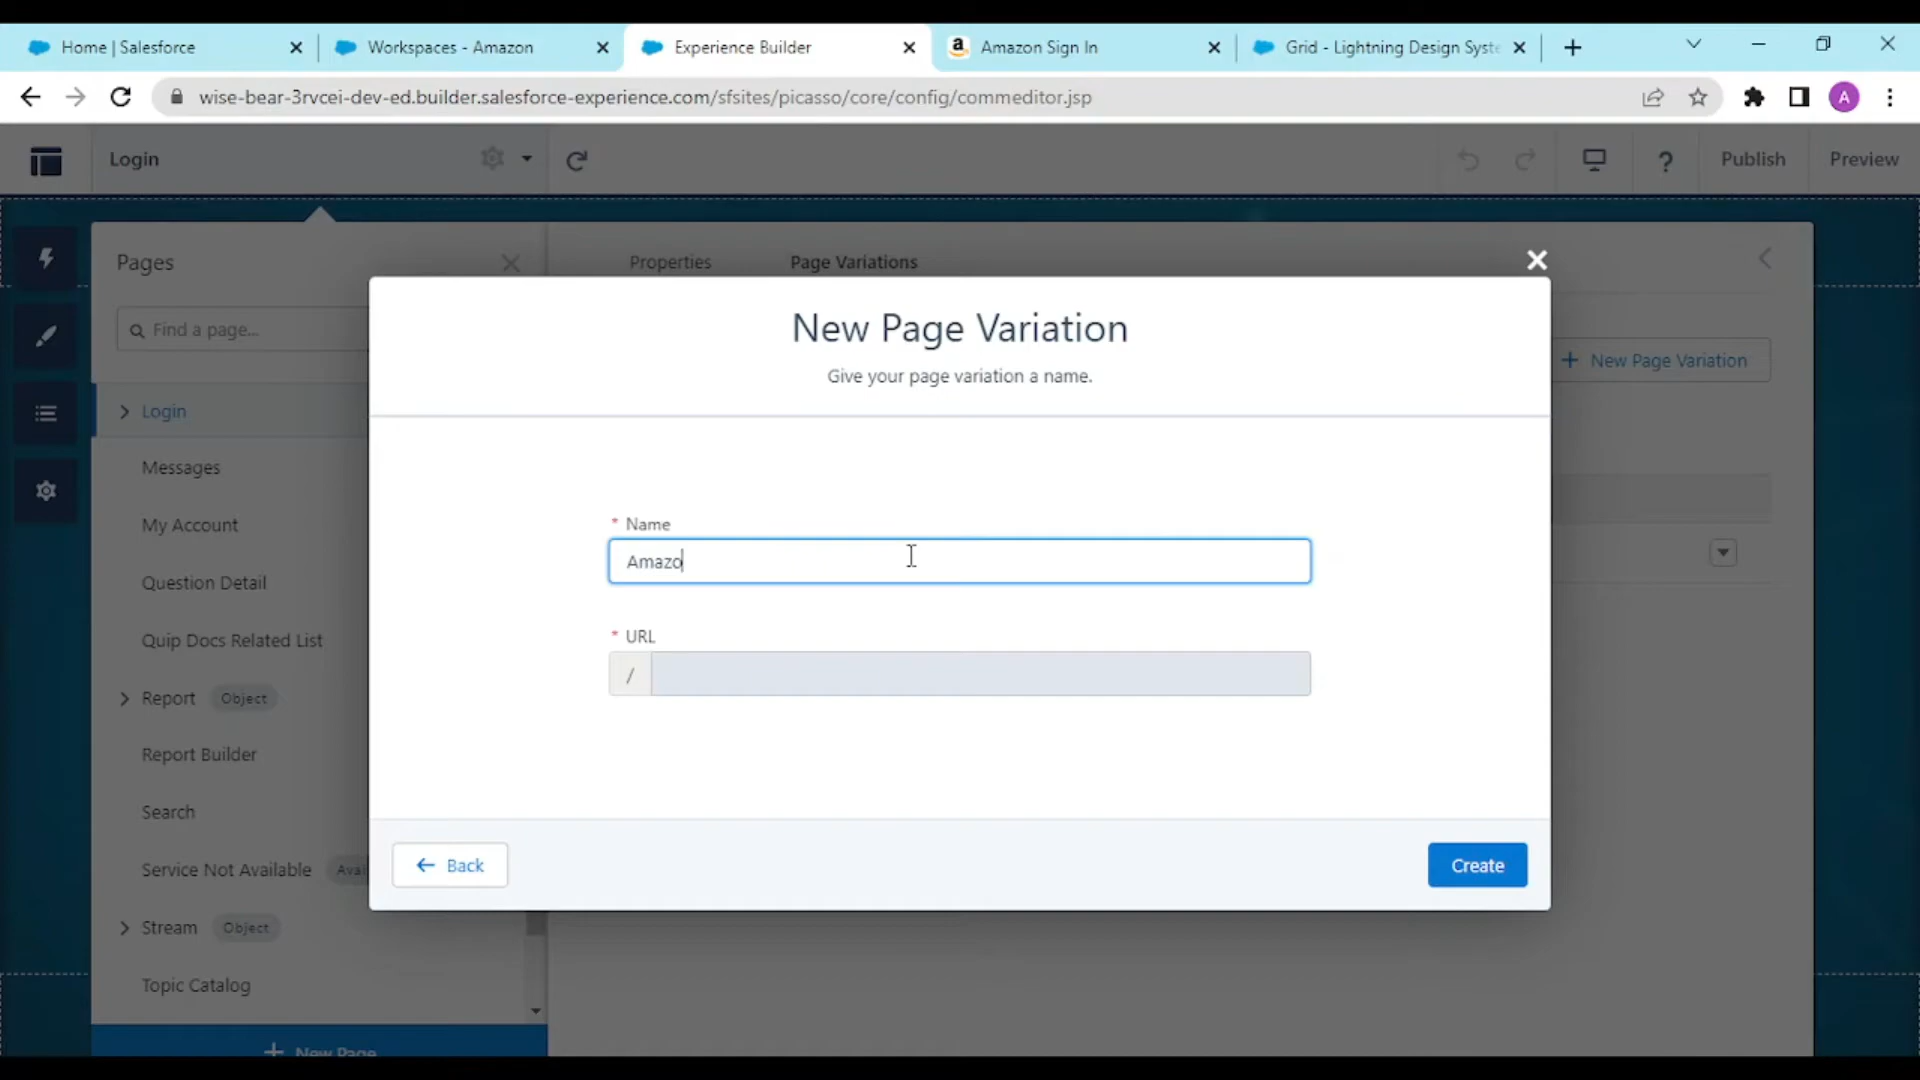 Home | Salesforce
Workspaces - Amazon
Experience Builder
Amazon Sign In
Grid - Lightning Design Syste
wise-bear-3rvcei-dev-ed.builder.salesforce-experience.com/sfsites/picasso/core/config/commeditor.jsp
A
Login
?
Publish
Preview
Pages
Properties
Page Variations
Find a page...
New Page Variation
Give your page variation a name.
+ New Page Variation
Login
Messages
My Account
Question Detail
Quip Docs Related List
Report Object
Report Builder
Search
Service Not Available Avai
Stream Object
Topic Catalog
+ New Page
* Name
Amazo
* URL
/
Back
Create